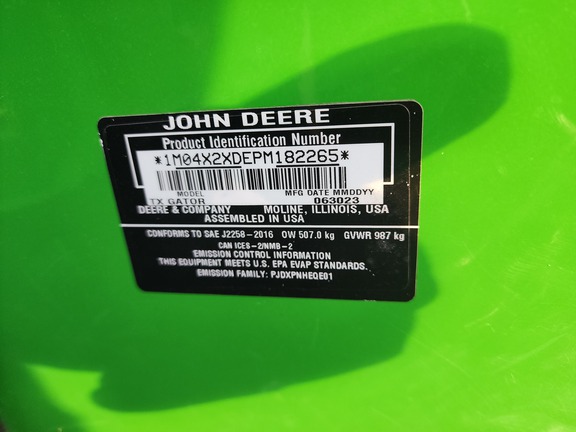 JOHN DEERE
Product Identification Number
*1M04X2XDEPM182265*
MODEL MFG DATE MMDDYY
TX GATOR 063023
DEERE & COMPANY MOLINE, ILLINOIS, USA
ASSEMBLED IN USA
CONFORMS TO SAE J2258 - 2016 OW 507.0 kg GVWR 987 kg
CAN ICES-2/NMB-2
EMISSION CONTROL INFORMATION
THIS EQUIPMENT MEETS U.S. EPA EVAP STANDARDS.
EMISSION FAMILY: PJDXPNHEQE01